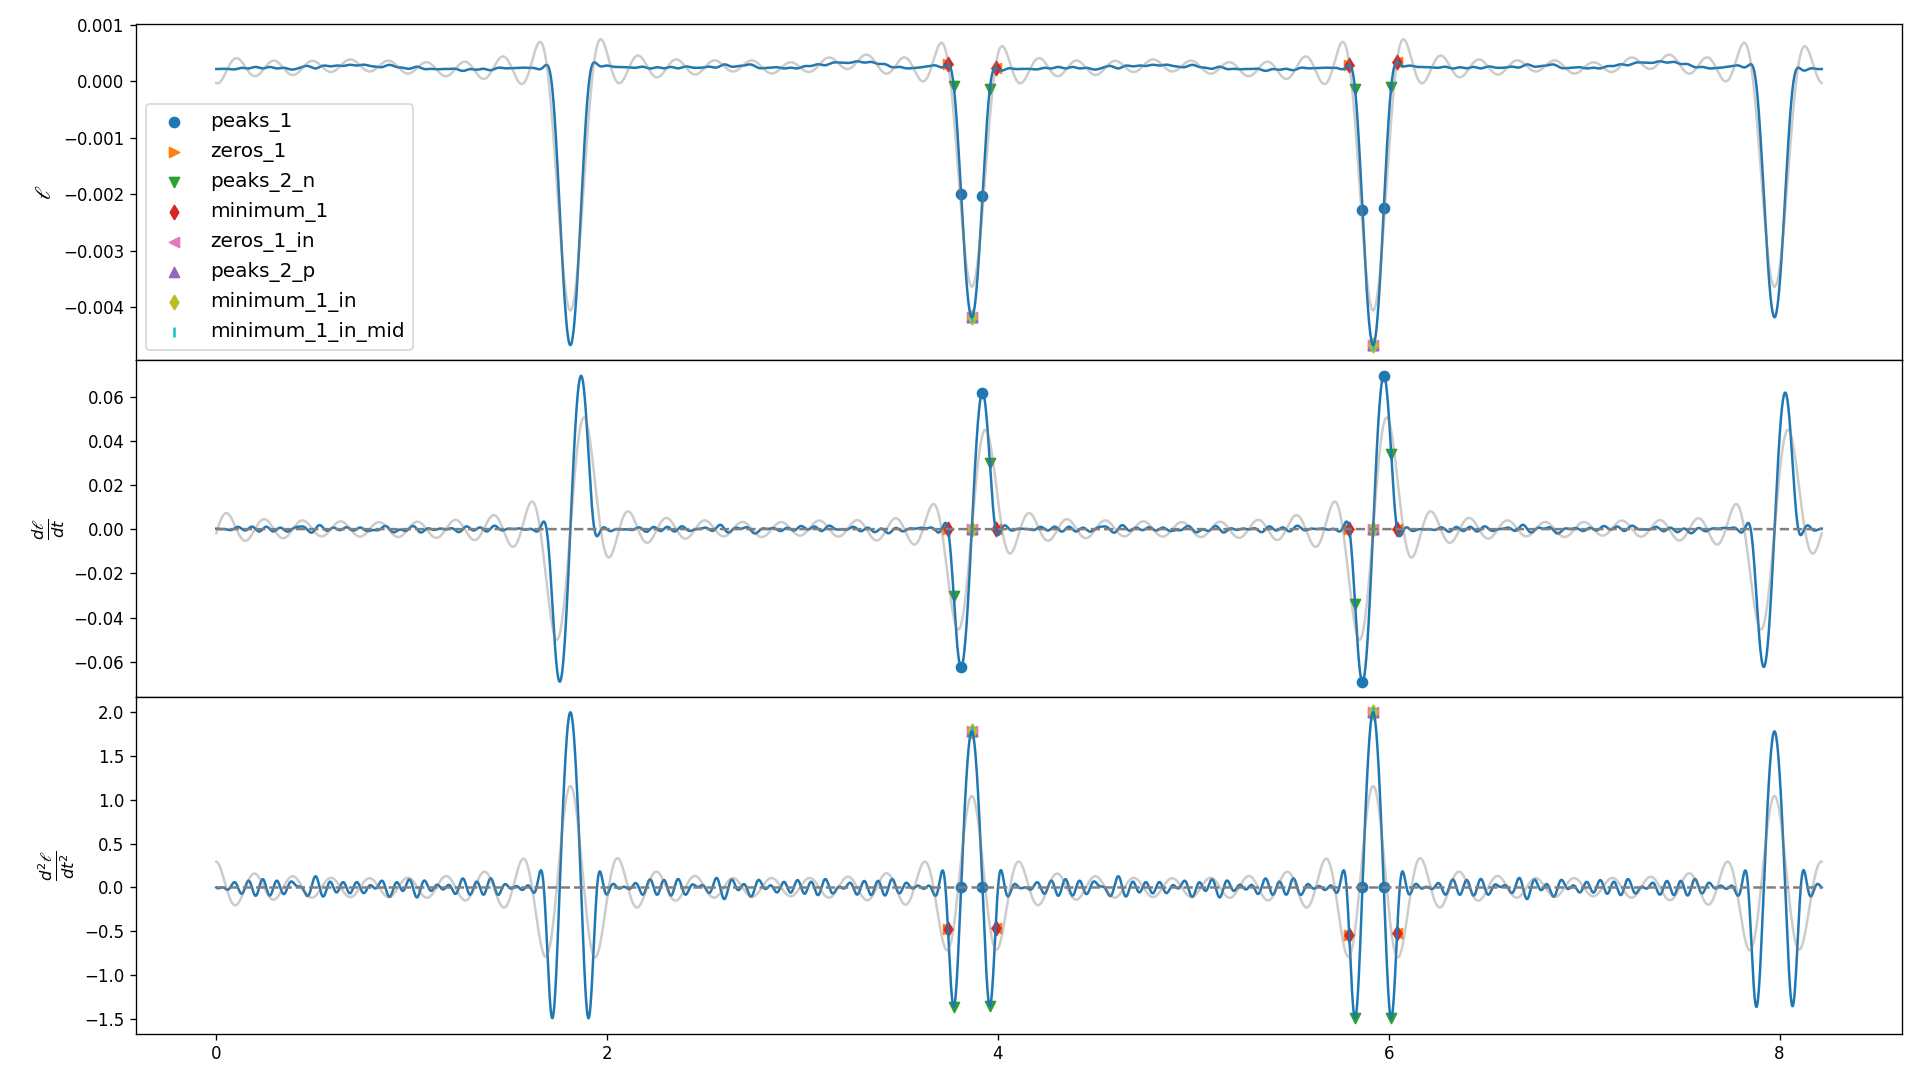 0.001
0.000
−0.001
−0.002
−0.003
−0.004
ℓ
peaks_1
zeros_1
peaks_2_n
minimum_1
zeros_1_in
peaks_2_p
minimum_1_in
minimum_1_in_mid
0.06
0.04
0.02
0.00
−0.02
−0.04
−0.06
dℓ
dt
2.0
1.5
1.0
0.5
0.0
−0.5
−1.0
−1.5
d²ℓ
dt²
0 2 4 6 8